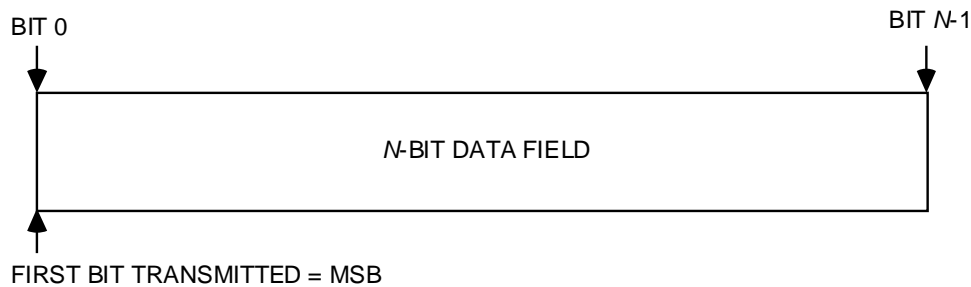 BIT 0
BIT N-1
N-BIT DATA FIELD
FIRST BIT TRANSMITTED = MSB